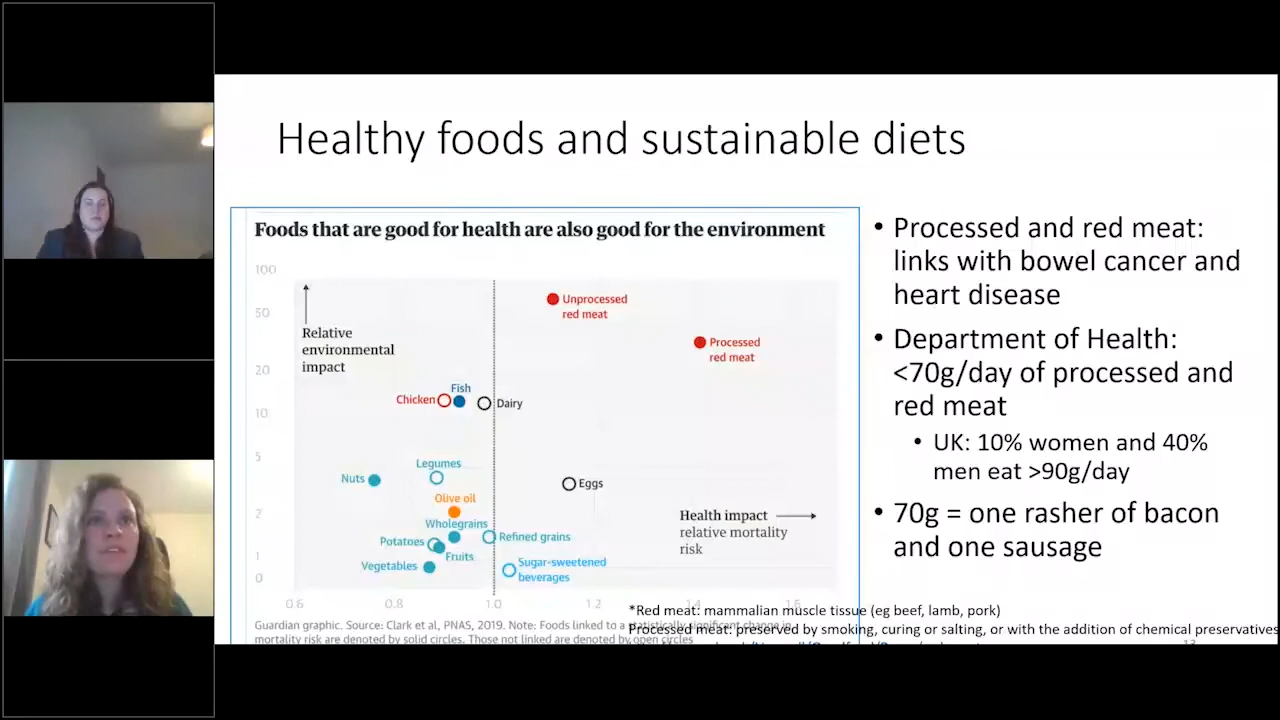 Healthy foods and sustainable diets
Foods that are good for health are also good for the environment
100
50
20
10
5
2
1
0
Relative
environmental
impact
Unprocessed
red meat
Processed
red meat
Fish
Chicken
Dairy
Legumes
Nuts
Eggs
Olive oil
Wholegrains
Potatoes
Refined grains
Fruits
Vegetables
Sugar-sweetened
beverages
Health impact
relative mortality
risk
0.6
0.8
1.0
1.2
1.4
1.5
Guardian graphic. Source: Clark et al, PNAS, 2019. Note: Foods linked to a statistically significant change in
mortality risk are denoted by solid circles. Those not linked are denoted by open circles
• Processed and red meat:
links with bowel cancer and
heart disease
• Department of Health:
<70g/day of processed and
red meat
• UK: 10% women and 40%
men eat >90g/day
• 70g = one rasher of bacon
and one sausage
*Red meat: mammalian muscle tissue (eg beef, lamb, pork)
Processed meat: preserved by smoking, curing or salting, or with the addition of chemical preservatives